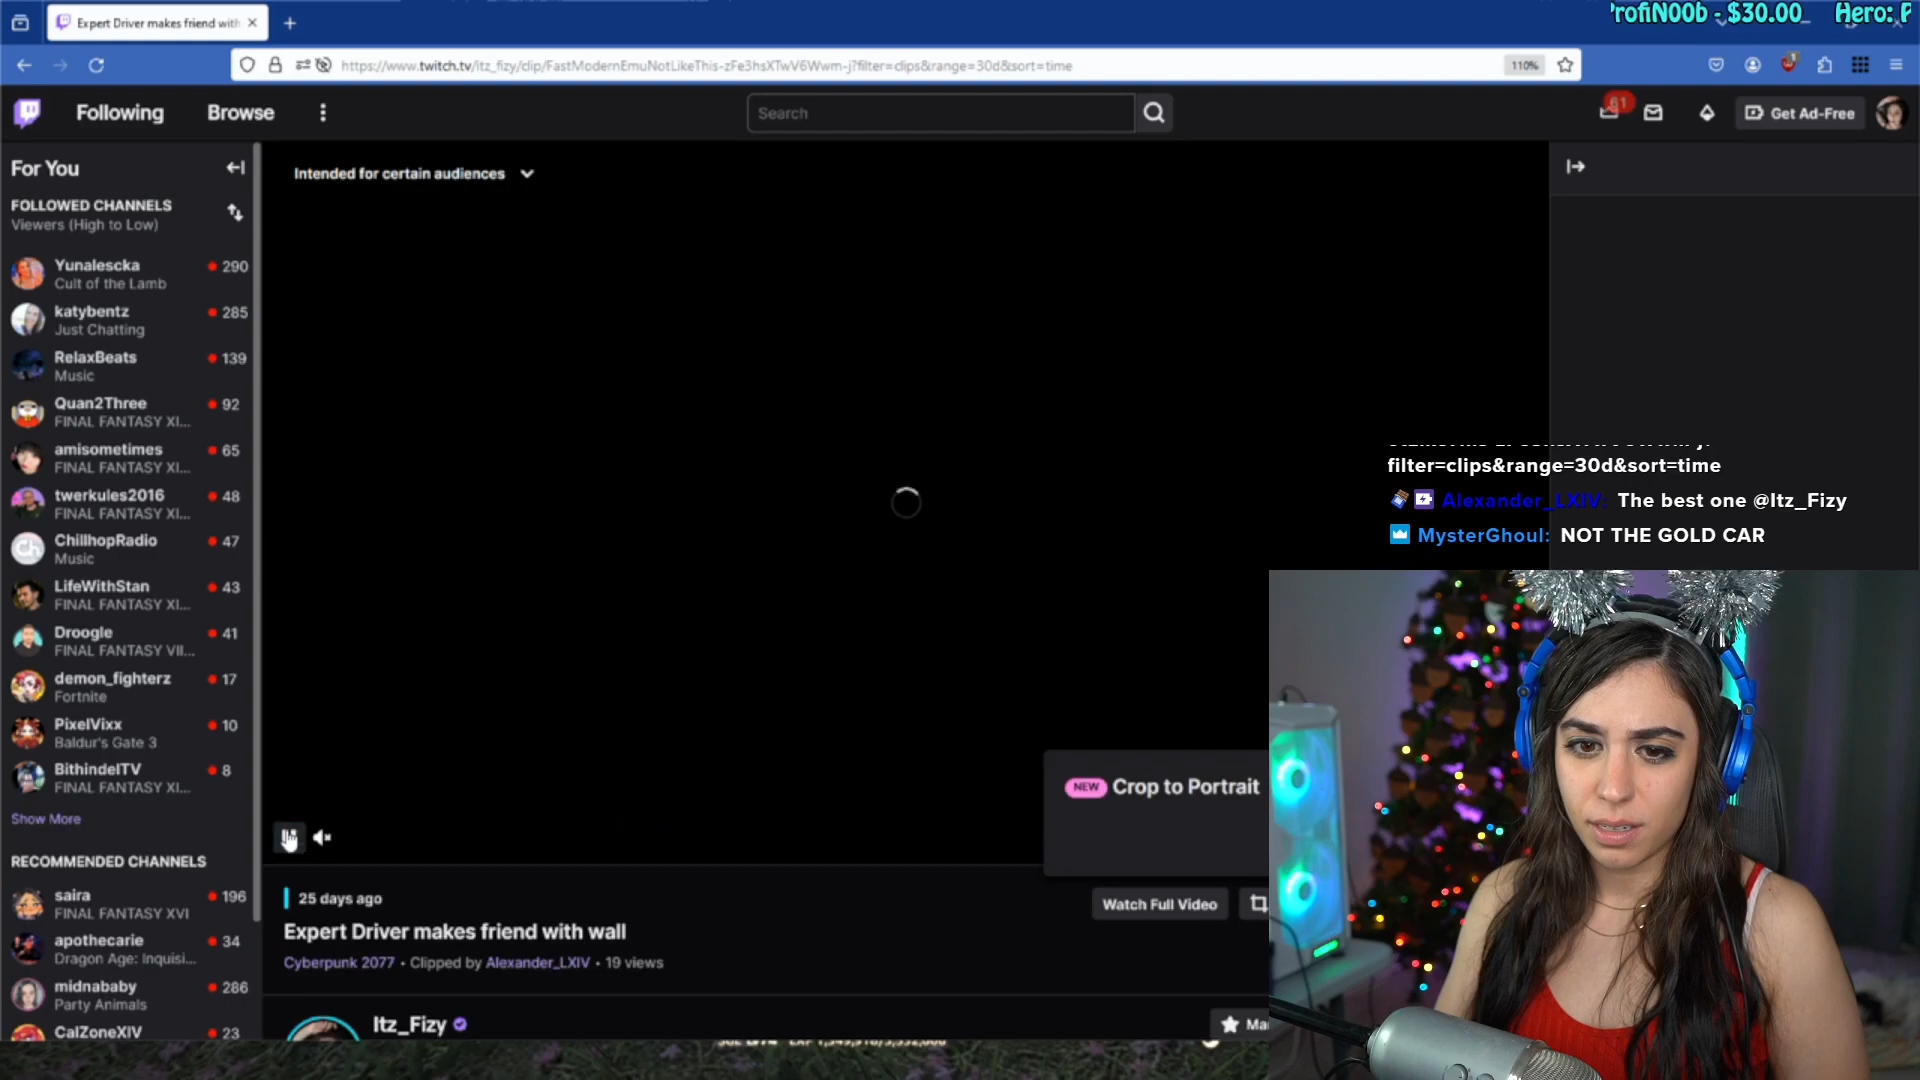 Expert Driver makes friend with
rofiN00b - $30.00
Hero: P
https://www.twitch.tv/itz_fizy/clip/FastModernEmuNotLikeThis-zFe3hsXTwV6Wwm-j?filter=clips&range=30d&sort=time
110%
Following
Browse
Search
61
Get Ad-Free
For You
FOLLOWED CHANNELS
Viewers (High to Low)
Yunalescka
290
Cult of the Lamb
katybentz
285
Just Chatting
RelaxBeats
139
Music
Quan2Three
92
FINAL FANTASY XI...
amisometimes
65
FINAL FANTASY XI...
twerkules2016
48
FINAL FANTASY XI...
ChillhopRadio
47
Music
LifeWithStan
43
FINAL FANTASY XI...
Droogle
41
FINAL FANTASY VII...
demon_fighterz
17
Fortnite
PixelVixx
10
Baldur's Gate 3
BithindelTV
8
FINAL FANTASY XI...
Show More
RECOMMENDED CHANNELS
saira
196
FINAL FANTASY XVI
apothecarie
34
Dragon Age: Inquisi...
midnababy
286
Party Animals
CalZoneXIV
23
Intended for certain audiences
filter=clips&range=30d&sort=time
Alexander_LXIV: The best one @Itz_Fizy
MysterGhoul: NOT THE GOLD CAR
NEW Crop to Portrait
25 days ago
Watch Full Video
Expert Driver makes friend with wall
Cyberpunk 2077 • Clipped by Alexander_LXIV • 19 views
Itz_Fizy